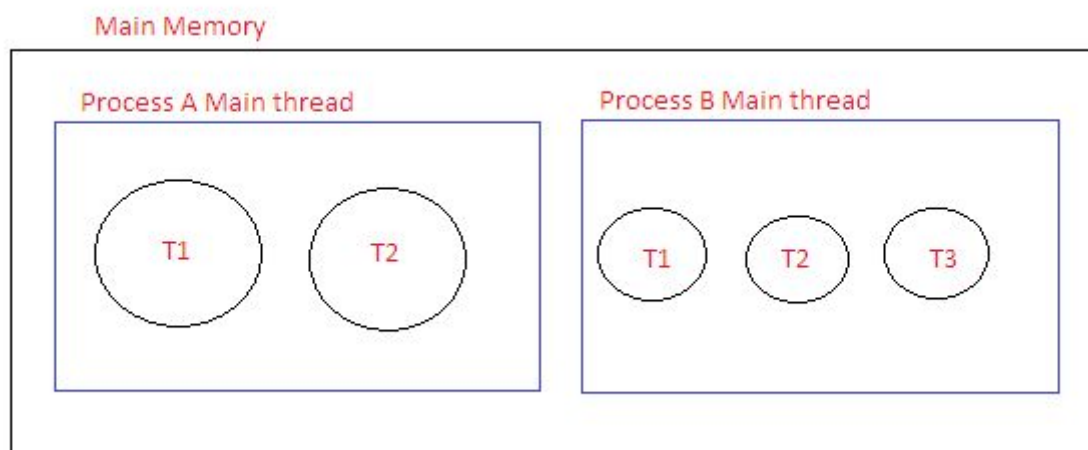 Main Memory
Process A Main thread
Process B Main thread
T1
T2
T1
T2
T3